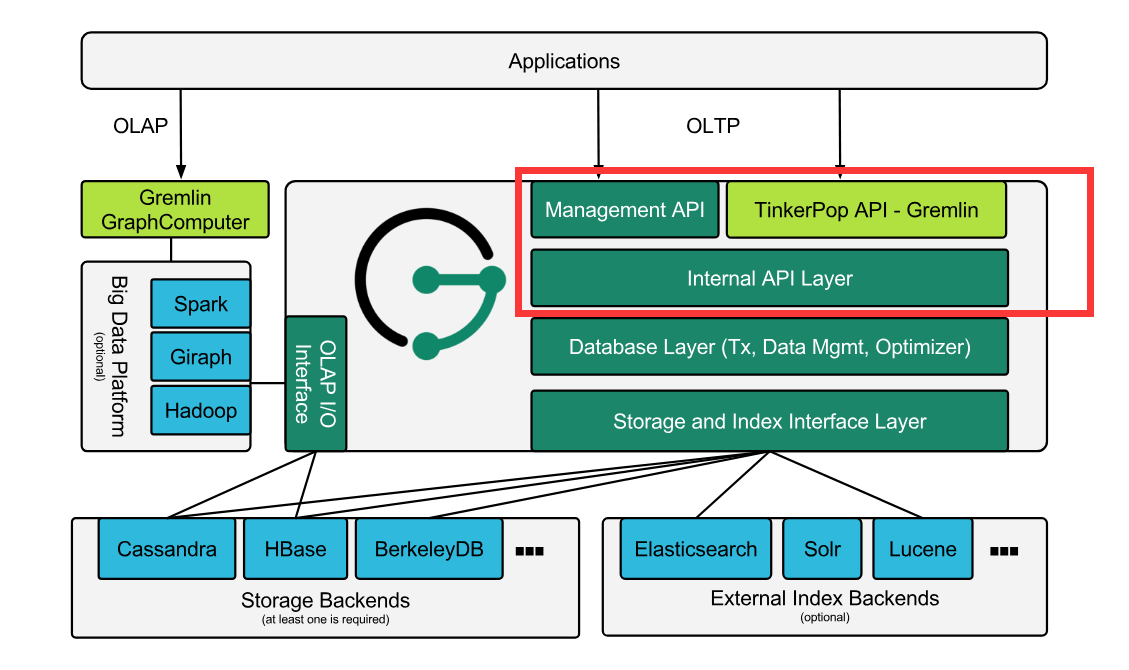 Applications
OLAP
OLTP
Gremlin
GraphComputer
Management API
TinkerPop API - Gremlin
Internal API Layer
Big Data Platform
(optional)
Spark
Giraph
Hadoop
OLAP I/O
Interface
Database Layer (Tx, Data Mgmt, Optimizer)
Storage and Index Interface Layer
Cassandra
HBase
BerkeleyDB
Storage Backends
(at least one is required)
Elasticsearch
Solr
Lucene
External Index Backends
(optional)